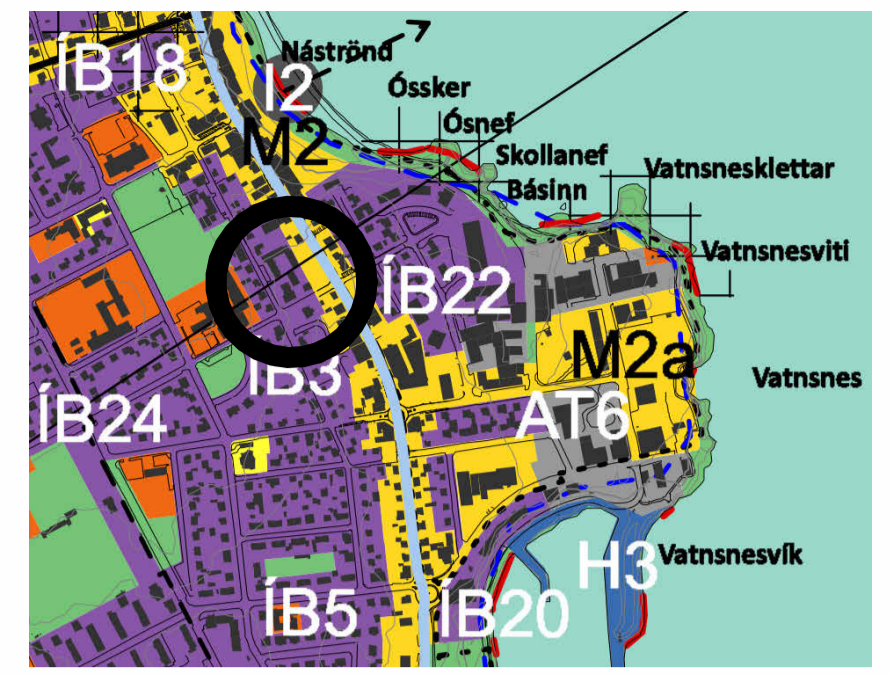 ÍB18
Náströnd
I2
Óssker
M2
Ósnef
Skollanef
Básinn
Vatnsnesklettar
Vatnsnesviti
ÍB22
M2a
ÍB3
Vatnsnes
ÍB24
AT6
Vatnsnesvík
H3
ÍB5
ÍB20